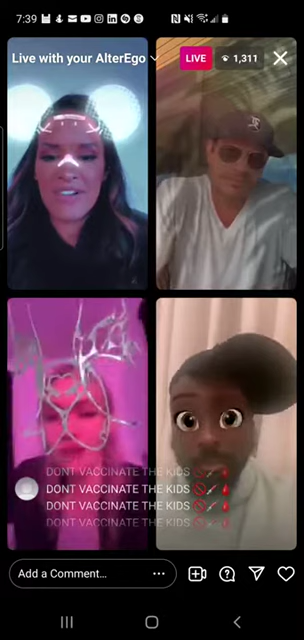 7:39
Live with your AlterEgo
LIVE
1,311
DONT VACCINATE THE KIDS
DONT VACCINATE THE KIDS
DONT VACCINATE THE KIDS
DONT VACCINATE THE KIDS
Add a Comment...